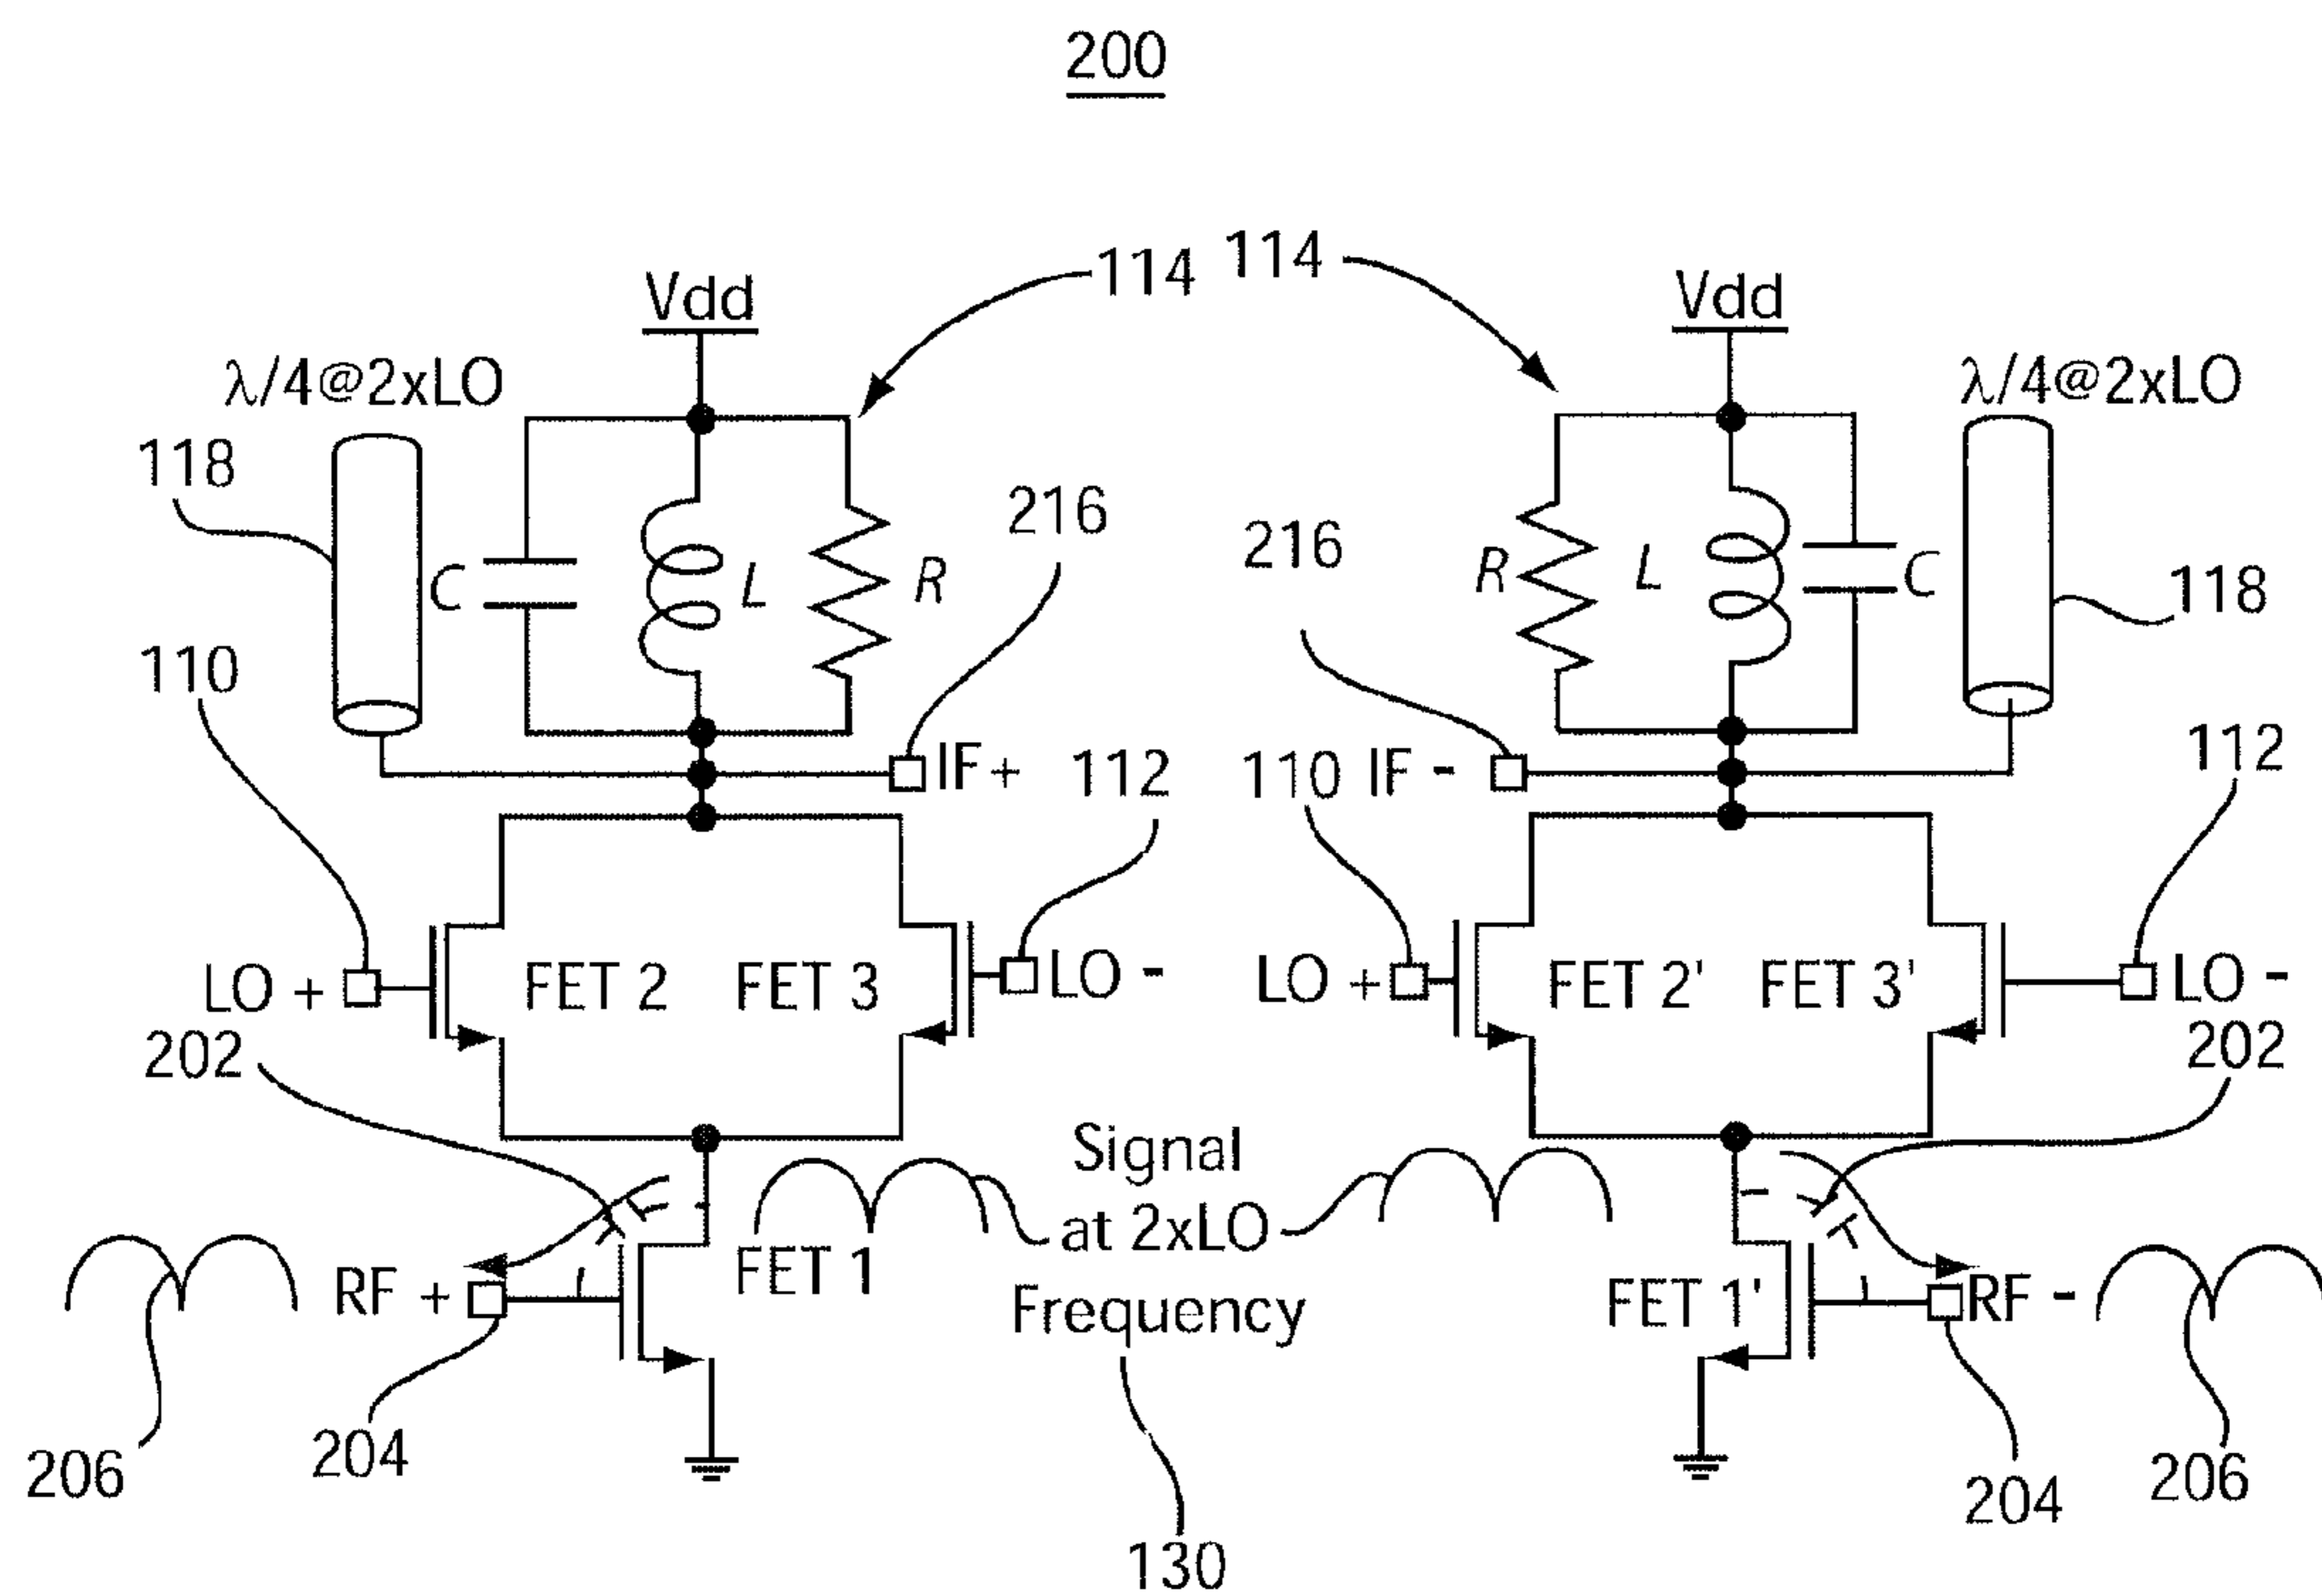 200
114 114
Vdd Vdd
λ/4@2xLO λ/4@2xLO
118 216 216 118
C L R R L C
110 IF + 112 110 IF - 112
LO + FET 2 FET 3 LO - LO + FET 2' FET 3' LO -
202 202
Signal
at 2xLO
Frequency
RF + FET 1 FET 1' RF -
206 204 204 206
130